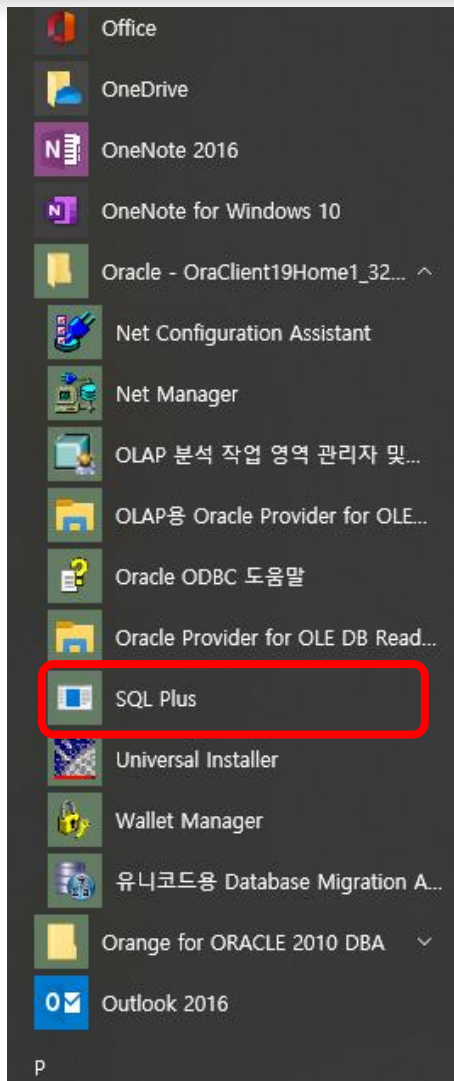 Office
OneDrive
OneNote 2016
OneNote for Windows 10
Oracle - OraClient19Home1_32...
Net Configuration Assistant
Net Manager
OLAP 분석 작업 영역 관리자 및...
OLAP용 Oracle Provider for OLE...
Oracle ODBC 도움말
Oracle Provider for OLE DB Read...
SQL Plus
Universal Installer
Wallet Manager
유니코드용 Database Migration A...
Orange for ORACLE 2010 DBA
Outlook 2016
P